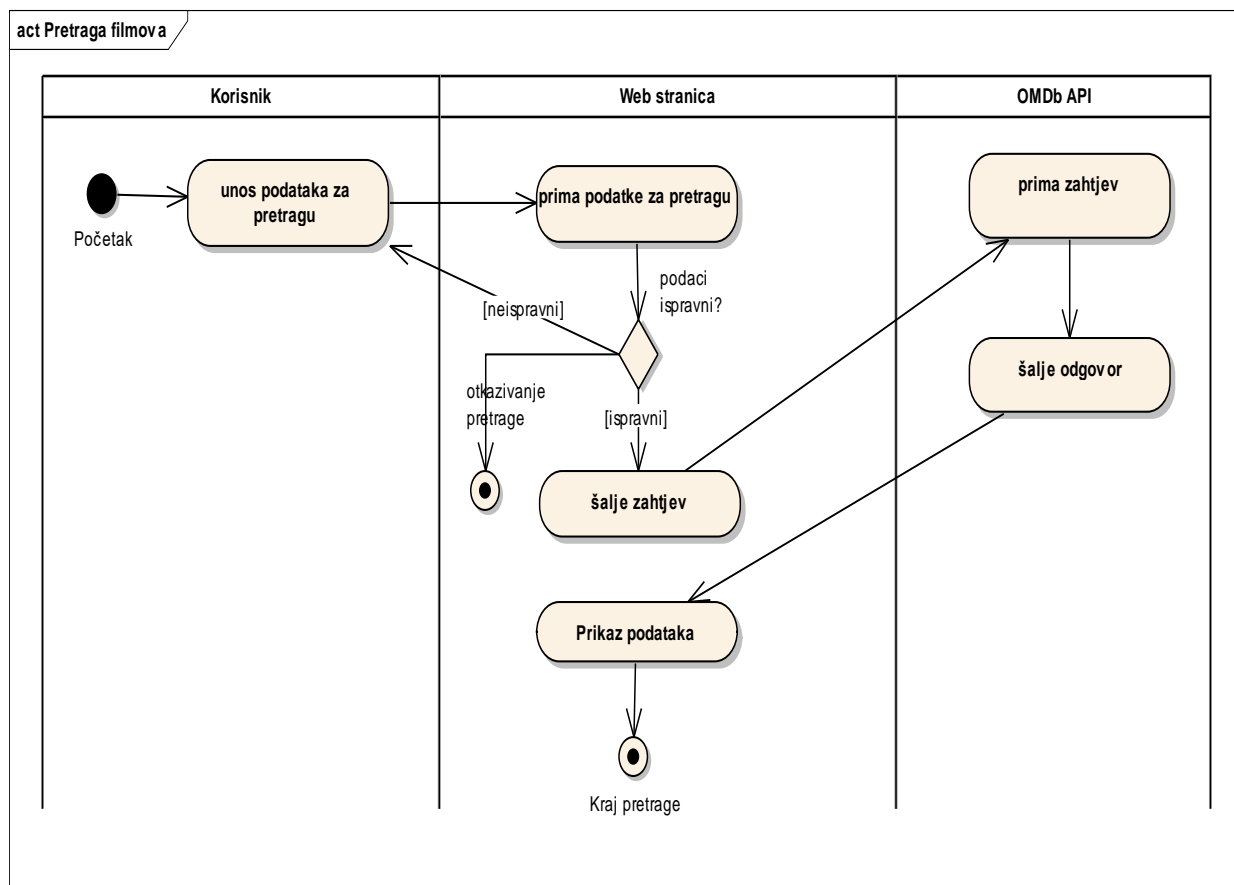 act Pretraga filmova
Korisnik
Web stranica
OMDb API
unos podataka za
pretragu
prima podatke za pretragu
prima zahtjev
Početak
podaci
ispravni?
[neispravni]
šalje odgovor
otkazivanje
pretrage
[ispravni]
šalje zahtjev
Prikaz podataka
Kraj pretrage